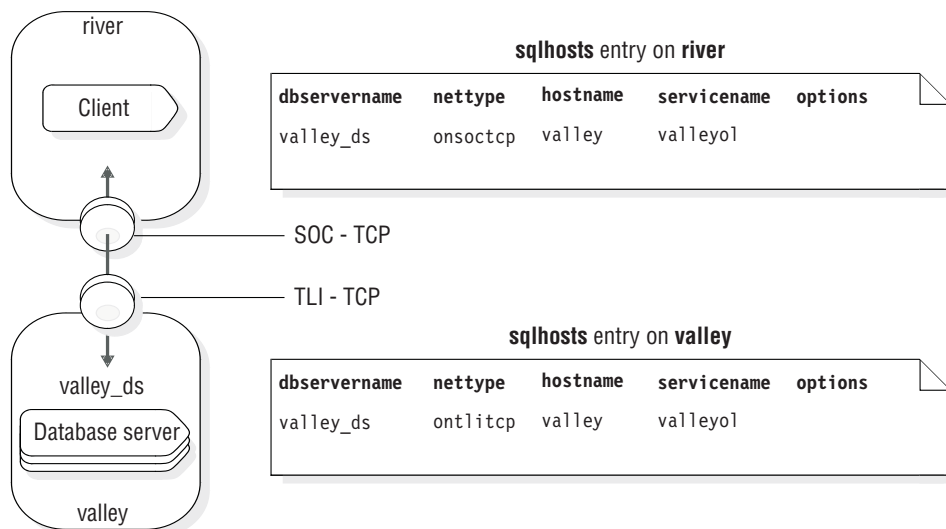 river
Client
sqlhosts entry on river
dbservername nettype hostname servicename options
valley_ds onsoctcp valley valleyol
SOC - TCP
TLI - TCP
sqlhosts entry on valley
dbservername nettype hostname servicename options
valley_ds ontlitcp valley valleyol
valley_ds
Database server
valley